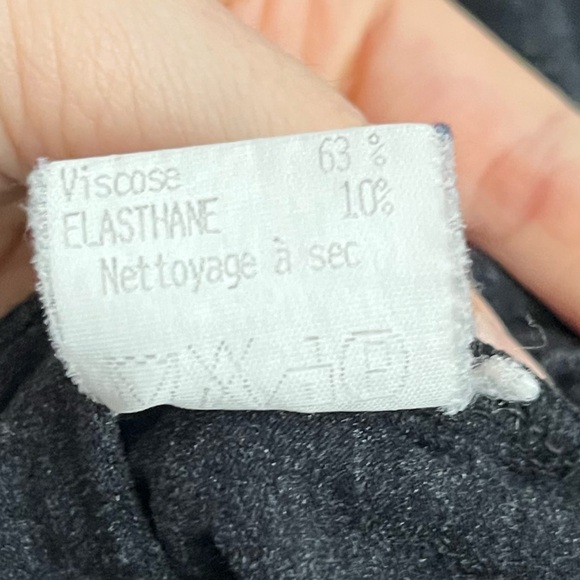 Viscose 63 %
ELASTHANE 10%
Nettoyage à sec